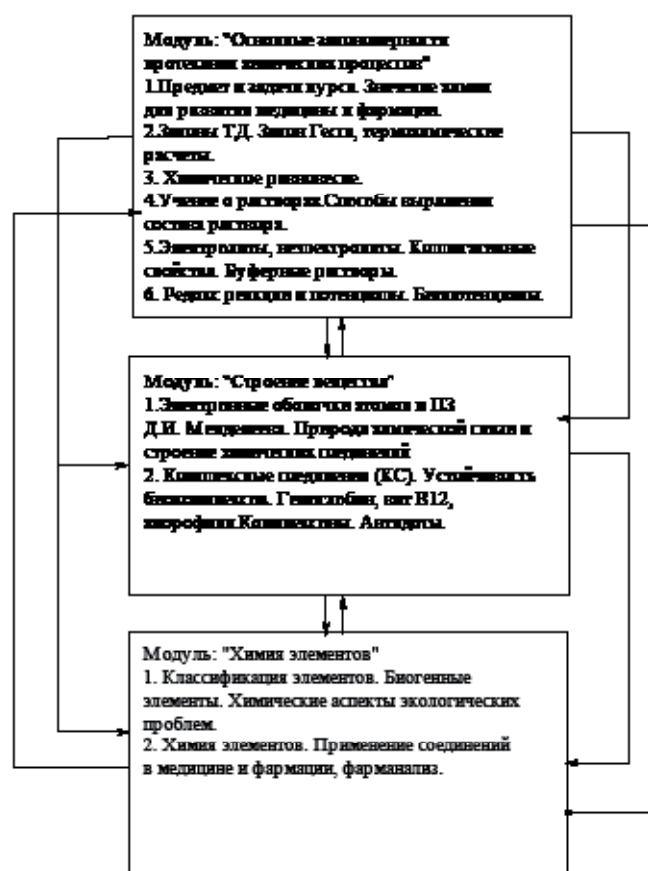 Модуль: "Основные закономерности
протекания химических процессов"
1.Предмет и задачи курса. Значение химии
для развития медицины и фармации.
2.Законы ТД. Закон Гесса, термохимические
расчеты.
3. Химическое равновесие.
4.Учение о растворах.Способы выражения
состава раствора.
5.Электролиты, неэлектролиты. Коллигативные
свойства. Буферные растворы.
6. Редокс реакции и потенциалы. Биопотенциалы.
Модуль: "Строение вещества"
1.Электронные оболочки атомов и ПЗ
Д.И. Менделеева. Природа химической связи и
строение химических соединений
2. Комплексные соединения (КС). Устойчивость
биокомплексов. Гемоглобин, вит В12,
хлорофилл.Комплексоны. Антидоты.
Модуль: "Химия элементов"
1. Классификация элементов. Биогенные
элементы. Химические аспекты экологических
проблем.
2. Химия элементов. Применение соединений
в медицине и фармации, фарманализ.